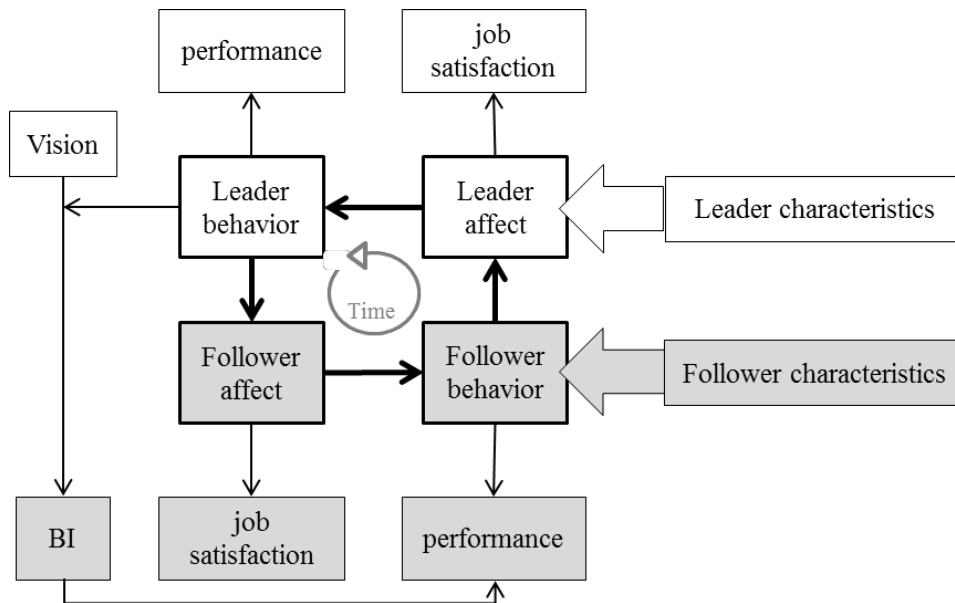 performance
job
satisfaction
Vision
Leader
behavior
Leader
affect
Leader characteristics
Time
Follower
affect
Follower
behavior
Follower characteristics
BI
job
satisfaction
performance